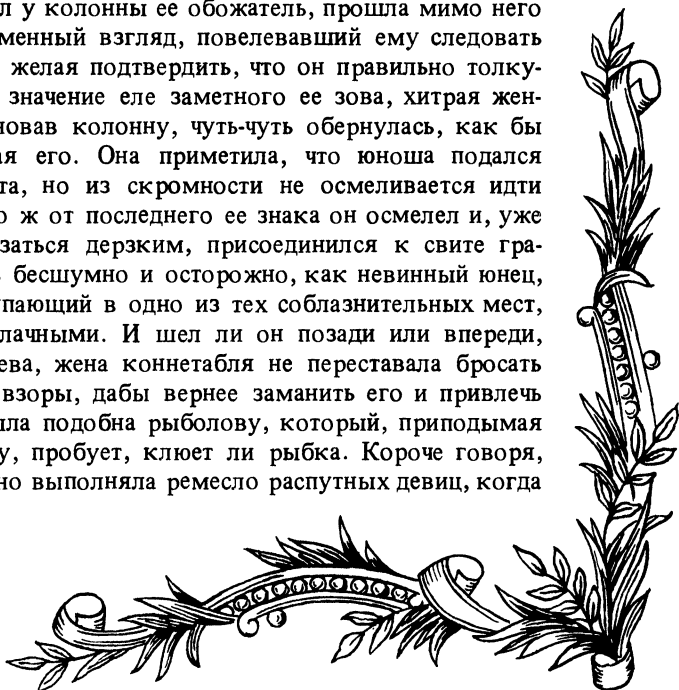 л у колонны ее обожатель, прошла мимо него
менный взгляд, повелевавший ему следовать
желая подтвердить, что он правильно толку-
значение еле заметного ее зова, хитрая жен-
новав колонну, чуть-чуть обернулась, как бы
ая его. Она приметила, что юноша подался
та, но из скромности не осмеливается идти
о ж от последнего ее знака он осмелел и, уже
заться дерзким, присоединился к свите гра-
бесшумно и осторожно, как невинный юнец,
упающий в одно из тех соблазнительных мест,
лачными. И шел ли он позади или впереди,
ева, жена коннетабля не переставала бросать
взоры, дабы вернее заманить его и привлечь
ла подобна рыболову, который, приподымая
у, пробует, клюет ли рыбка. Короче говоря,
но выполняла ремесло распутных девиц, когда